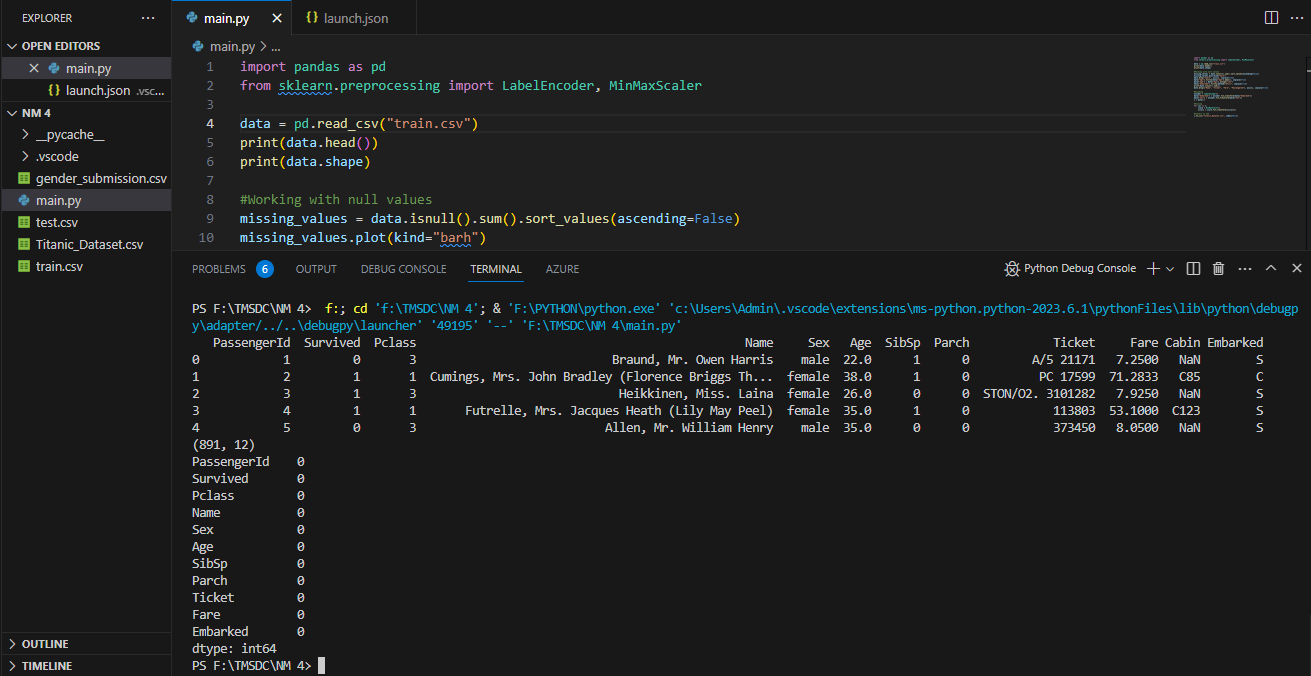 EXPLORER
OPEN EDITORS
main.py
launch.json .vsc...
NM 4
__pycache__
.vscode
gender_submission.csv
main.py
test.csv
Titanic_Dataset.csv
train.csv
OUTLINE
TIMELINE
main.py
{} launch.json
main.py > ...
1 import pandas as pd
2 from sklearn.preprocessing import LabelEncoder, MinMaxScaler
3
4 data = pd.read_csv("train.csv")
5 print(data.head())
6 print(data.shape)
7
8 #Working with null values
9 missing_values = data.isnull().sum().sort_values(ascending=False)
10 missing_values.plot(kind="barh")
PROBLEMS 6 OUTPUT DEBUG CONSOLE TERMINAL AZURE Python Debug Console
PS F:\TMSDC\NM 4> f:; cd 'f:\TMSDC\NM 4'; & 'F:\PYTHON\python.exe' 'c:\Users\Admin\.vscode\extensions\ms-python.python-2023.6.1\pythonFiles\lib\python\debugp
y\adapter/../..\debugpy\launcher' '49195' '--' 'F:\TMSDC\NM 4\main.py'
PassengerId Survived Pclass Name Sex Age SibSp Parch Ticket Fare Cabin Embarked
0 1 0 3 Braund, Mr. Owen Harris male 22.0 1 0 A/5 21171 7.2500 NaN S
1 2 1 1 Cumings, Mrs. John Bradley (Florence Briggs Th... female 38.0 1 0 PC 17599 71.2833 C85 C
2 3 1 3 Heikkinen, Miss. Laina female 26.0 0 0 STON/O2. 3101282 7.9250 NaN S
3 4 1 1 Futrelle, Mrs. Jacques Heath (Lily May Peel) female 35.0 1 0 113803 53.1000 C123 S
4 5 0 3 Allen, Mr. William Henry male 35.0 0 0 373450 8.0500 NaN S
(891, 12)
PassengerId 0
Survived 0
Pclass 0
Name 0
Sex 0
Age 0
SibSp 0
Parch 0
Ticket 0
Fare 0
Embarked 0
dtype: int64
PS F:\TMSDC\NM 4>